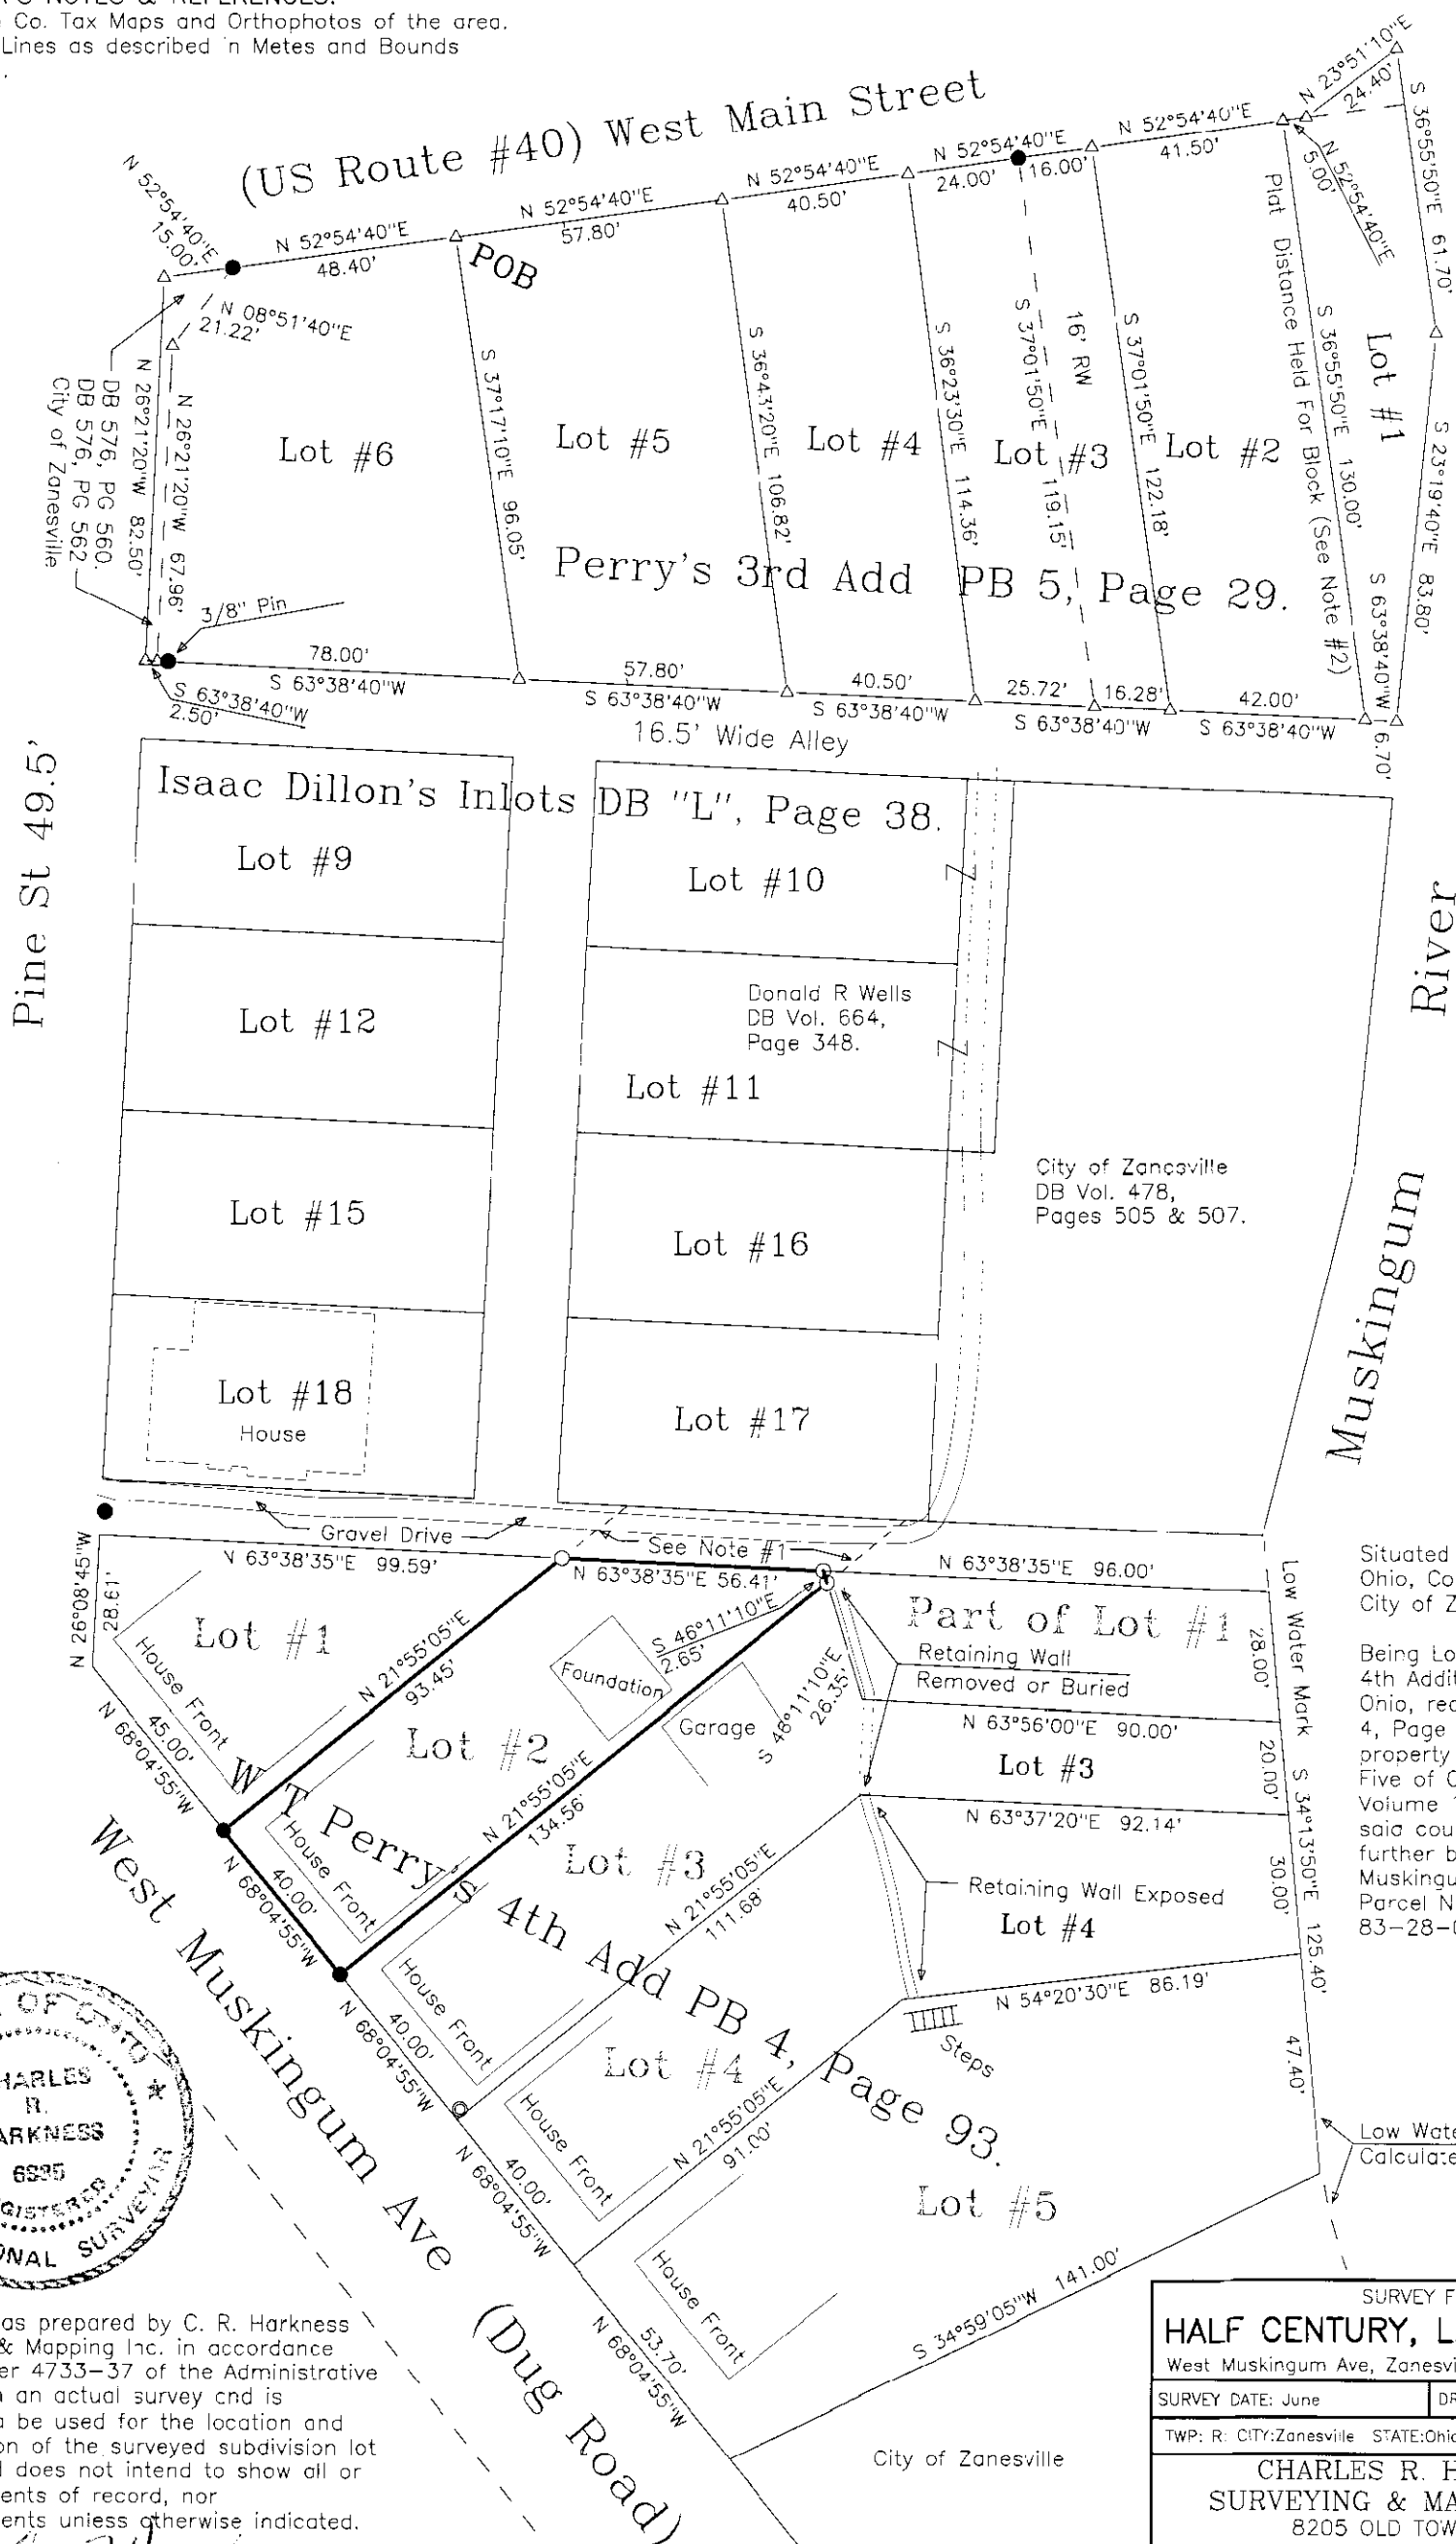 NOTES & REFERENCES:
Co. Tax Maps and Orthophotos of the area.
Lines as described in Metes and Bounds
(US Route #40) West Main Street
N 52°54'40"E
15.00'
N 52°54'40"E
48.40'
POB
N 52°54'40"E
57.80'
N 52°54'40"E
40.50'
N 52°54'40"E
24.00'
16.00'
N 52°54'40"E
41.50'
N 52°54'40"E
5.00'
N 23°51'10"E
24.40'
S 36°55'50"E 61.70'
S 23°19'40"E 83.80'
N 08°51'40"E
21.22'
N 26°21'20"W 67.96'
N 26°21'20"W 82.50'
DB 576, PG 560.
DB 576, PG 562.
City of Zanesville
3/8" Pin
Lot #6
S 37°17'10"E 96.05'
Lot #5
S 36°43'20"E 106.82'
Lot #4
S 36°23'30"E 114.36'
Lot #3
S 37°01'50"E 119.15'
16' RW
S 37°01'50"E 122.18'
Lot #2
Plat Distance Held For Block (See Note #2)
S 36°55'50"E 130.00'
Lot #1
Perry's 3rd Add PB 5, Page 29.
S 63°38'40"W
2.50'
78.00'
S 63°38'40"W
57.80'
S 63°38'40"W
40.50'
S 63°38'40"W
25.72'
16.28'
S 63°38'40"W
42.00'
S 63°38'40"W
S 63°38'40"W
6.70'
16.5' Wide Alley
Pine St 49.5'
Isaac Dillon's Inlots DB "L", Page 38.
Lot #9
Lot #10
Lot #12
Donald R Wells
DB Vol. 664,
Page 348.
Lot #11
City of Zanesville
DB Vol. 478,
Pages 505 & 507.
Lot #15
Lot #16
Lot #18
House
Lot #17
Muskingum River
Gravel Drive
See Note #1
N 63°38'35"E 99.59'
N 63°38'35"E 56.41'
N 63°38'35"E 96.00'
N 26°08'45"W
28.61'
Lot #1
House Front
N 21°55'05"E
93.45'
Foundation
S 46°11'10"E
2.65'
Part of Lot #1
Retaining Wall
Removed or Buried
28.00'
Low Water Mark S 34°13'50"E 125.40'
N 68°04'55"W
45.00'
Lot #2
Garage
S 46°11'10"E
26.35'
N 63°56'00"E 90.00'
20.00'
Lot #3
N 63°37'20"E 92.14'
N 21°55'05"E
134.56'
House Front
N 68°04'55"W
40.00'
W T Perry's 4th Add PB 4, Page 93.
Lot #3
N 21°55'05"E
111.68'
Retaining Wall Exposed
30.00'
Lot #4
N 54°20'30"E 86.19'
Steps
House Front
N 68°04'55"W
40.00'
Lot #4
House Front
N 21°55'05"E
91.00'
47.40'
N 68°04'55"W
40.00'
Lot #5
House Front
N 68°04'55"W
53.70'
S 34°59'05"W 141.00'
West Muskingum Ave (Dug Road)
City of Zanesville
Situated
Ohio,
City of
Being
4th
Ohio,
4, Page
property
Five of
Volume
said
further
Parcel
Low
OF OHIO
R.
6885
SURVEYOR
as prepared by C. R. Harkness
& Mapping Inc. in accordance
4733-37 of the Administrative
an actual survey and is
be used for the location and
of the surveyed subdivision lot
does not intend to show all or
of record, nor
unless otherwise indicated.
SURVEY
HALF CENTURY,
West Muskingum Ave,
SURVEY DATE: June
TWP: R: CITY:Zanesville STATE:Ohio
CHARLES R.
SURVEYING &
8205 OLD